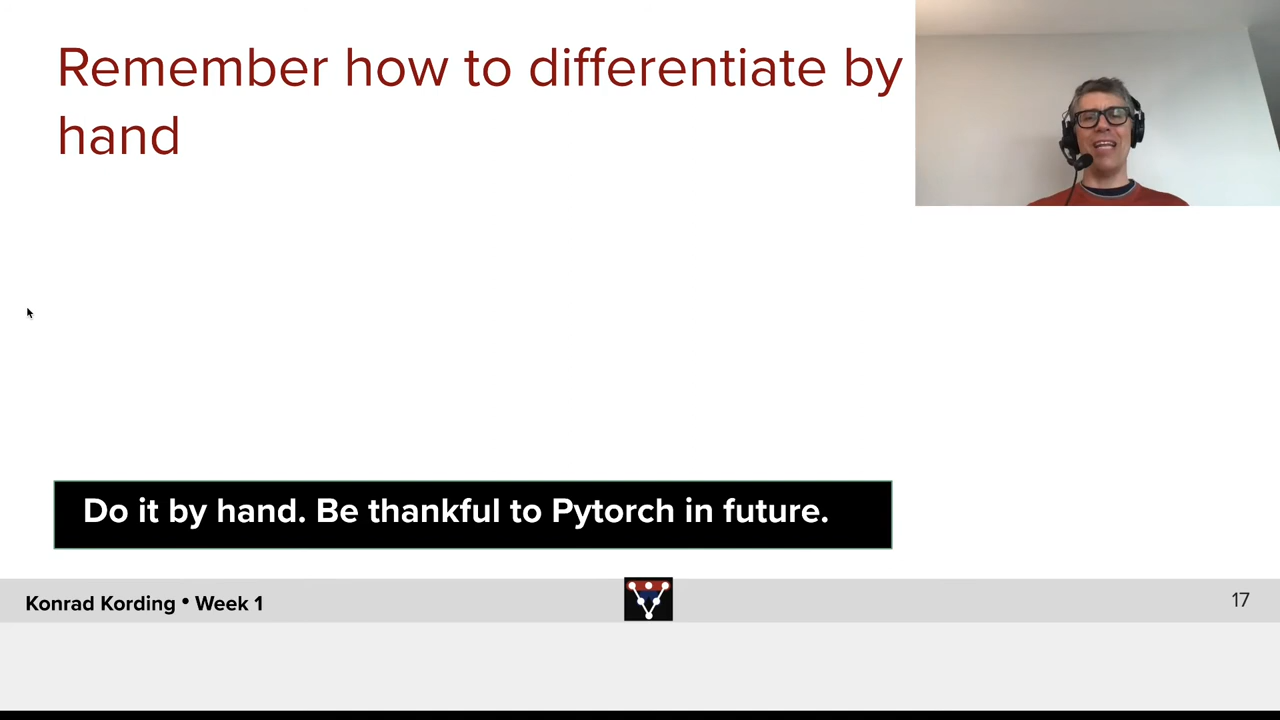 Remember how to differentiate by
hand
Do it by hand. Be thankful to Pytorch in future.
Konrad Kording • Week 1
17